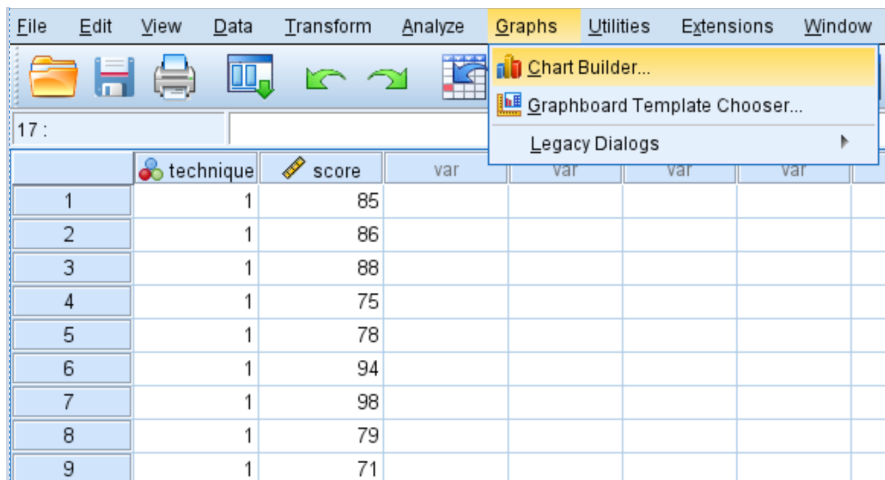 File Edit View Data Transform Analyze Graphs Utilities Extensions Window
Chart Builder...
Graphboard Template Chooser...
Legacy Dialogs
17 :
technique score var var var var
1 1 85
2 1 86
3 1 88
4 1 75
5 1 78
6 1 94
7 1 98
8 1 79
9 1 71